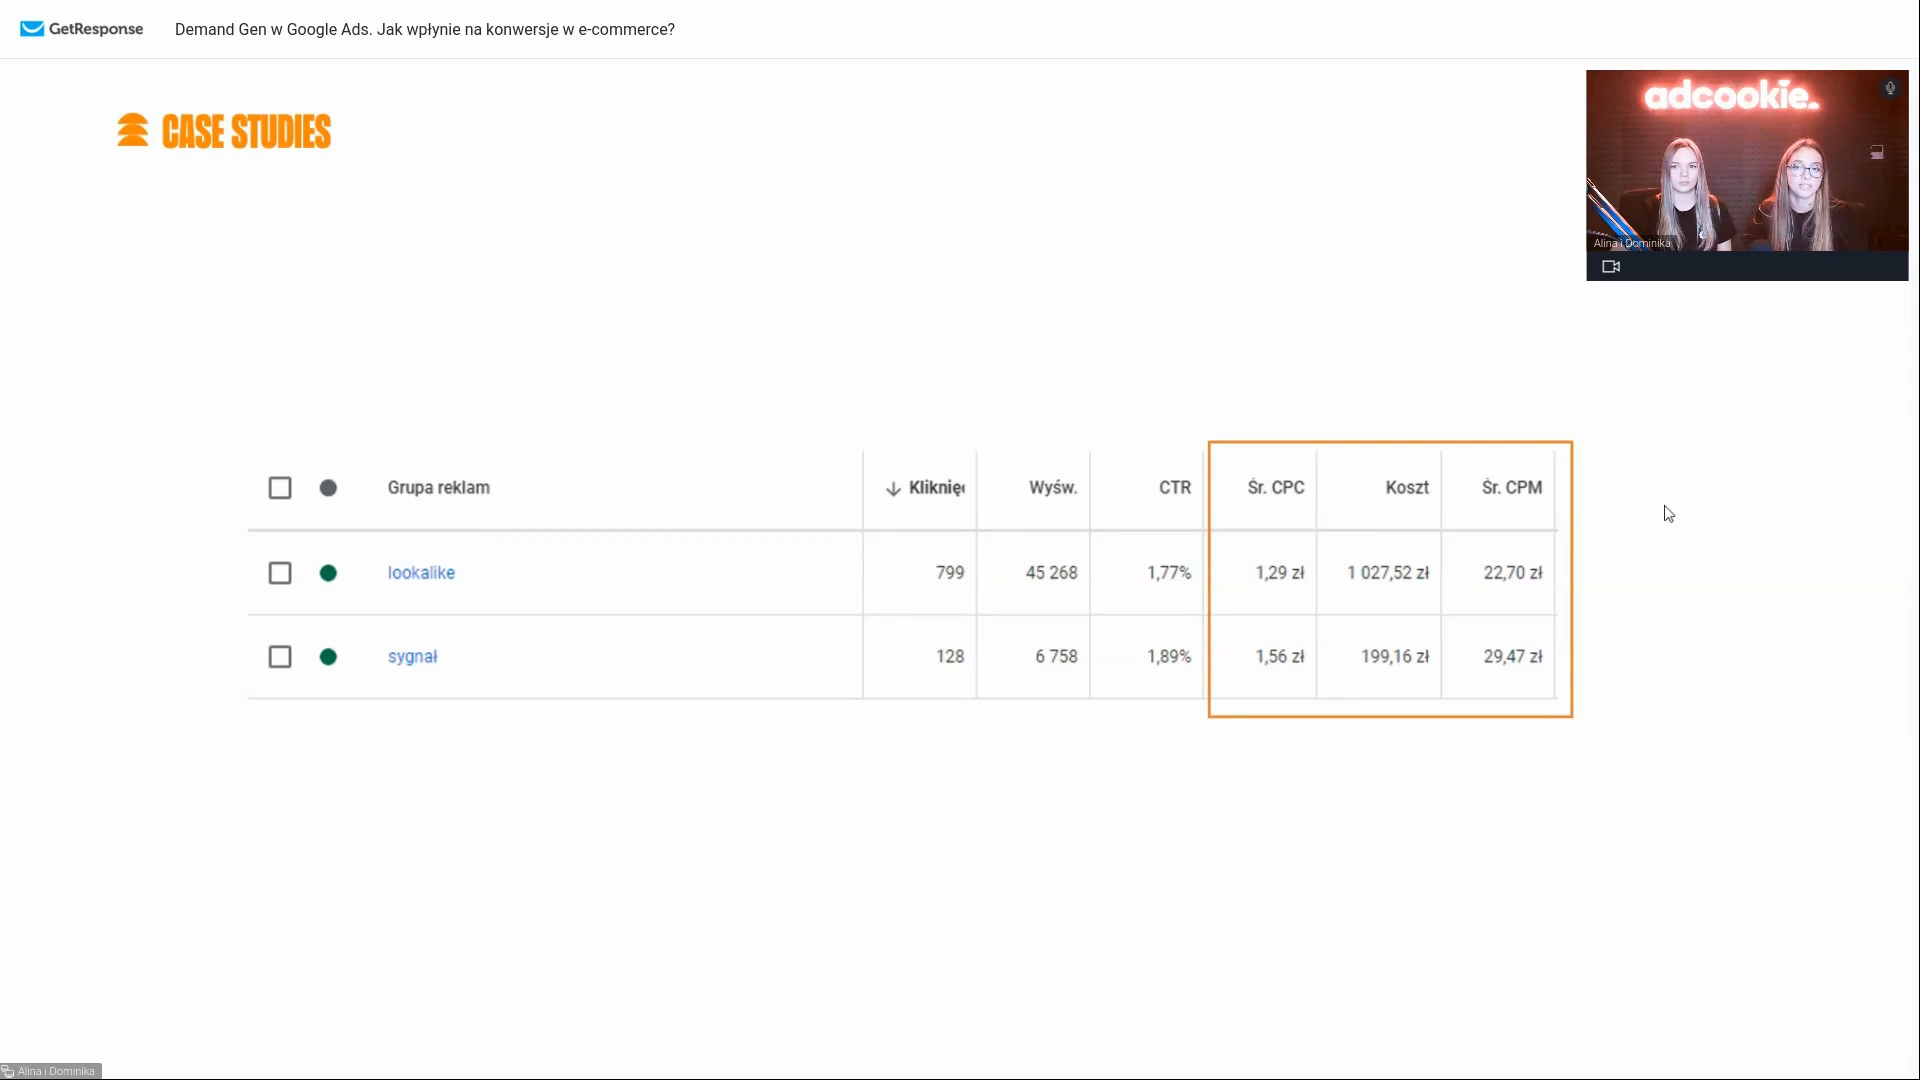 GetResponse
Demand Gen w Google Ads. Jak wpłynie na konwersje w e-commerce?
adcookie.
Alina i Dominika
CASE STUDIES
Grupa reklam Kliknięć Wyśw. CTR Śr. CPC Koszt Śr. CPM
lookalike 799 45 268 1,77% 1,29 zł 1 027,52 zł 22,70 zł
sygnał 128 6 758 1,89% 1,56 zł 199,16 zł 29,47 zł
Alina i Dominika